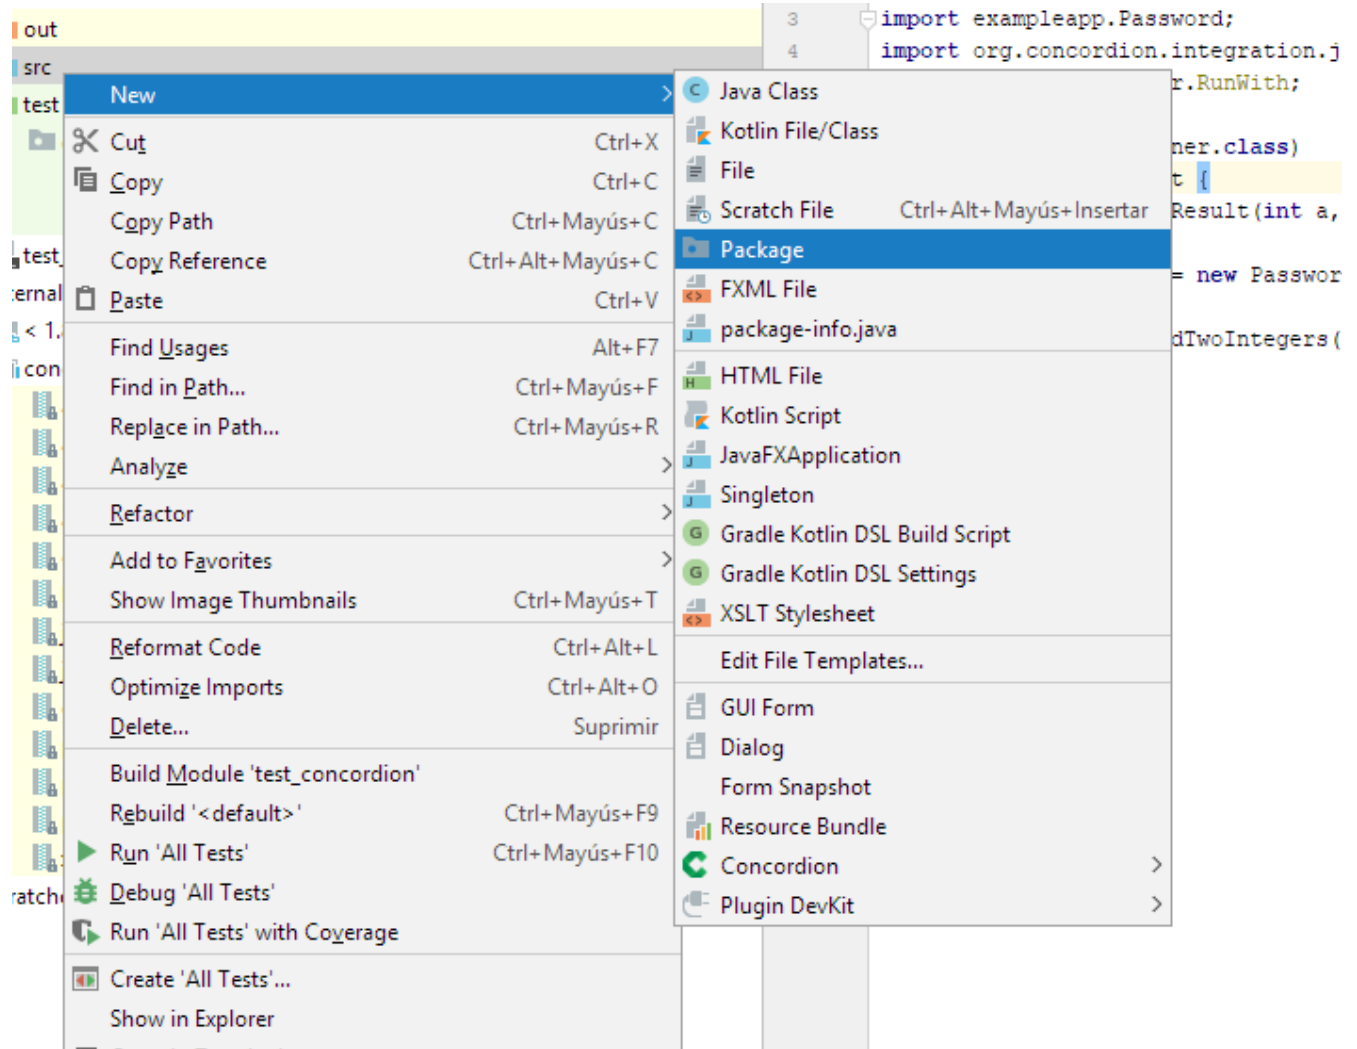 out
src
test
test_
ternal
< 1.
con
ratche
New
Cut Ctrl+X
Copy Ctrl+C
Copy Path Ctrl+Mayús+C
Copy Reference Ctrl+Alt+Mayús+C
Paste Ctrl+V
Find Usages Alt+F7
Find in Path... Ctrl+Mayús+F
Replace in Path... Ctrl+Mayús+R
Analyze
Refactor
Add to Favorites
Show Image Thumbnails Ctrl+Mayús+T
Reformat Code Ctrl+Alt+L
Optimize Imports Ctrl+Alt+O
Delete... Suprimir
Build Module 'test_concordion'
Rebuild '<default>' Ctrl+Mayús+F9
Run 'All Tests' Ctrl+Mayús+F10
Debug 'All Tests'
Run 'All Tests' with Coverage
Create 'All Tests'...
Show in Explorer
Java Class
Kotlin File/Class
File
Scratch File Ctrl+Alt+Mayús+Insertar
Package
FXML File
package-info.java
HTML File
Kotlin Script
JavaFXApplication
Singleton
Gradle Kotlin DSL Build Script
Gradle Kotlin DSL Settings
XSLT Stylesheet
Edit File Templates...
GUI Form
Dialog
Form Snapshot
Resource Bundle
Concordion
Plugin DevKit
3 import exampleapp.Password;
4 import org.concordion.integration.j
r.RunWith;
ner.class)
t {
Result(int a,
= new Passwor
dTwoIntegers(